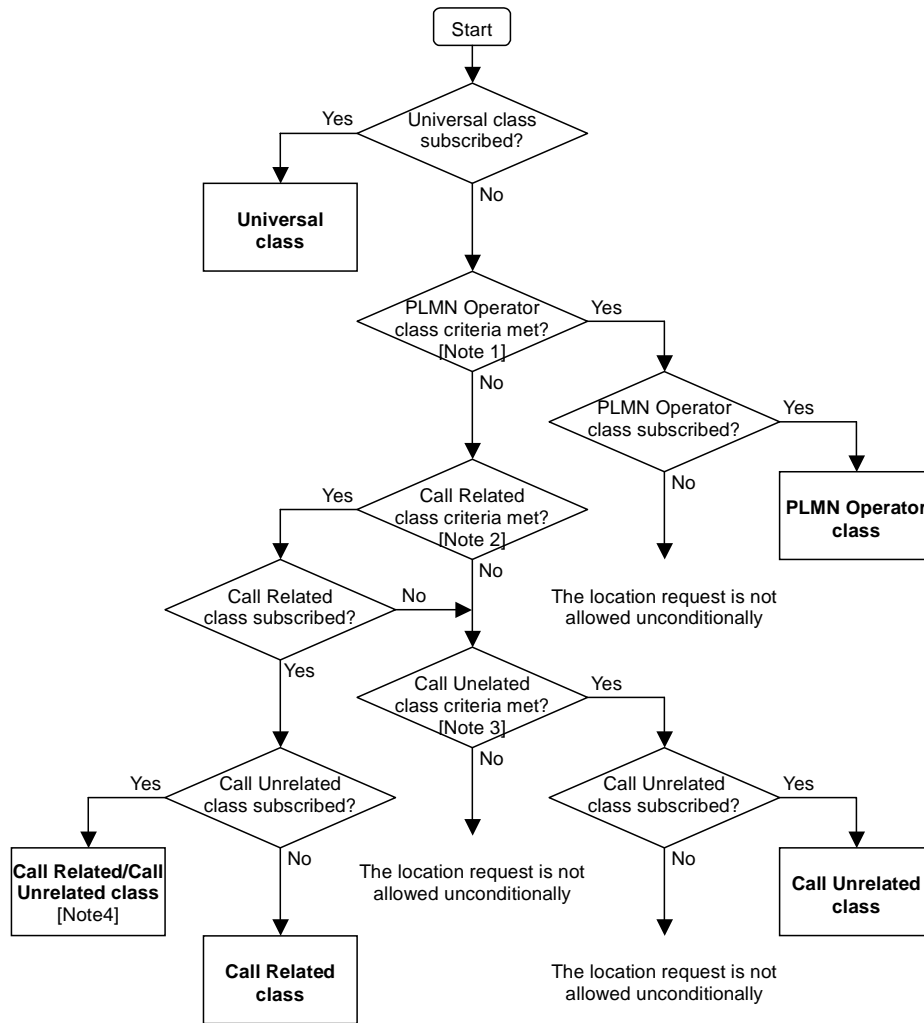 Start
Universal class
subscribed?
Yes
No
Universal
class
PLMN Operator
class criteria met?
[Note 1]
Yes
No
PLMN Operator
class subscribed?
Yes
No
PLMN Operator
class
The location request is not
allowed unconditionally
Call Related
class criteria met?
[Note 2]
Yes
No
Call Related
class subscribed?
No
Yes
Call Unelated
class criteria met?
[Note 3]
Yes
No
Call Unrelated
class subscribed?
Yes
No
Call Related/Call
Unrelated class
[Note4]
Call Related
class
The location request is not
allowed unconditionally
Call Unrelated
class subscribed?
Yes
No
Call Unrelated
class
The location request is not
allowed unconditionally